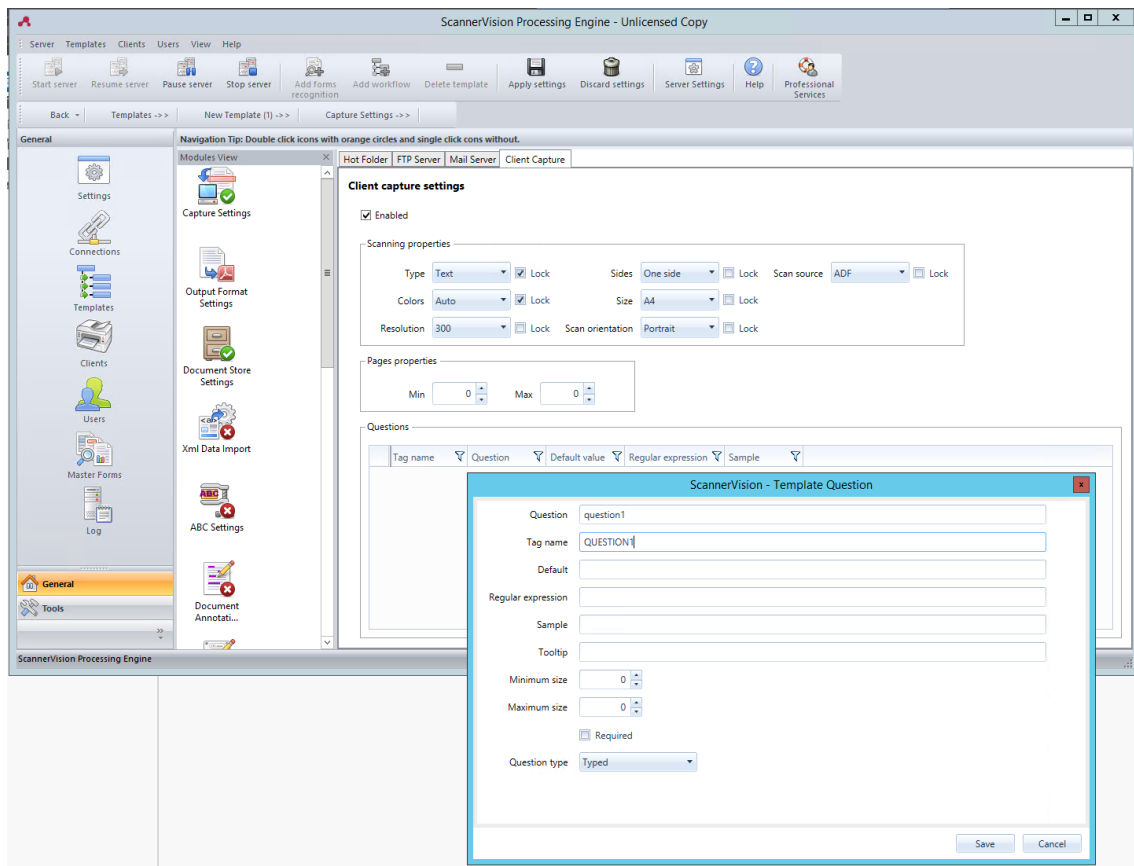 ScannerVision Processing Engine - Unlicensed Copy
Server Templates Clients Users View Help
Start server Resume server Pause server Stop server Add forms recognition Add workflow Delete template Apply settings Discard settings Server Settings Help Professional Services
Back Templates ->> New Template (1) ->> Capture Settings ->>
General
Navigation Tip: Double click icons with orange circles and single click cons without.
Settings
Connections
Templates
Clients
Users
Master Forms
Log
General
Tools
Modules View
Capture Settings
Output Format
Settings
Document Store
Settings
Xml Data Import
ABC
ABC Settings
Document
Annotati...
Hot Folder FTP Server Mail Server Client Capture
Client capture settings
Enabled
Scanning properties
Type Text Lock Sides One side Lock Scan source ADF Lock
Colors Auto Lock Size A4 Lock
Resolution 300 Lock Scan orientation Portrait Lock
Pages properties
Min 0 Max 0
Questions
Tag name Question Default value Regular expression Sample
ScannerVision - Template Question
Question question1
Tag name QUESTION1
Default
Regular expression
Sample
Tooltip
Minimum size 0
Maximum size 0
Required
Question type Typed
Save Cancel
ScannerVision Processing Engine